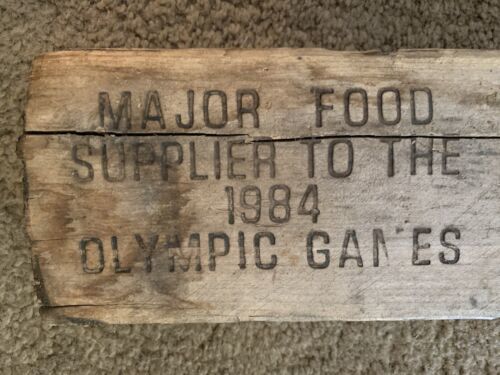 MAJOR FOOD
SUPPLIER TO THE
1984
OLYMPIC GAMES